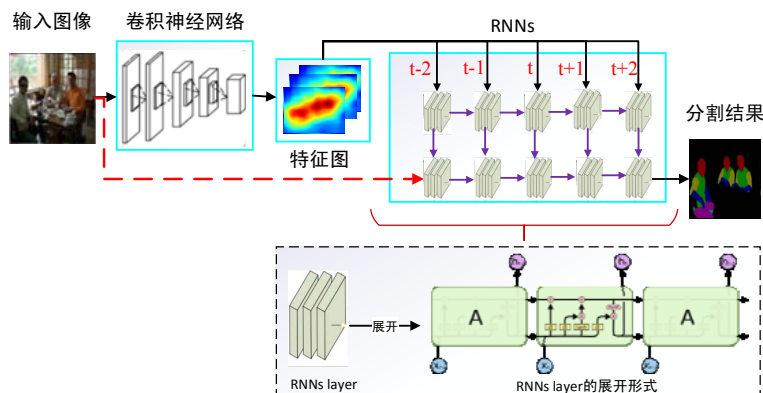 输入图像
卷积神经网络
RNNs
t-2 t-1 t t+1 t+2
特征图
分割结果
A
A
展开
RNNs layer
RNNs layer的展开形式